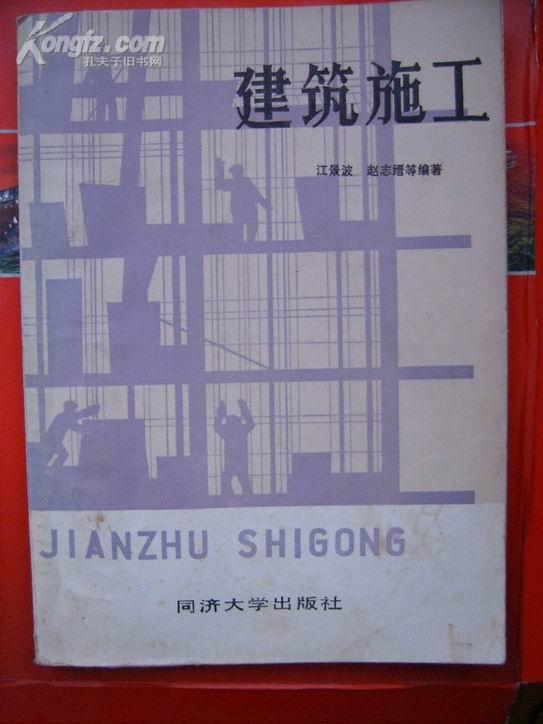 Kongfz.com
孔夫子旧书网
建筑施工
江景波 赵志缙等编著
JIANZHU SHIGONG
同济大学出版社